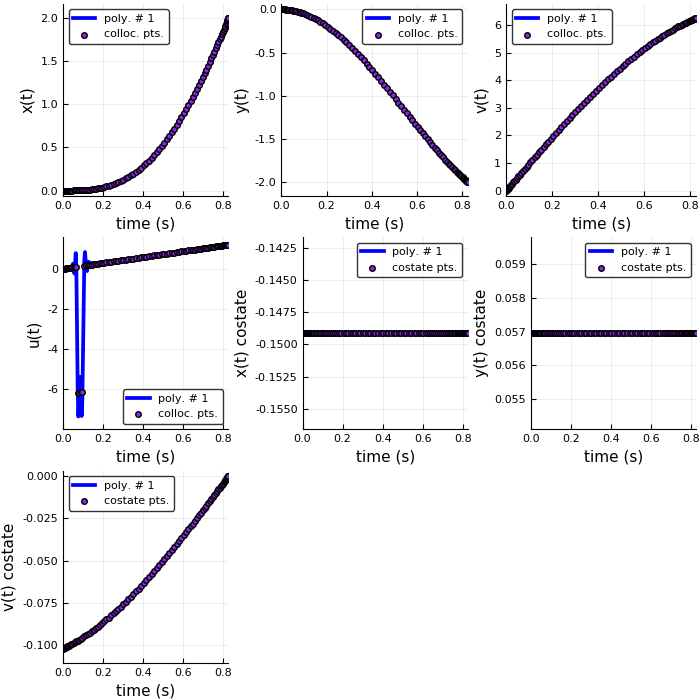 x(t)
2.0
1.5
1.0
0.5
0.0
poly. # 1
colloc. pts.
0.0 0.2 0.4 0.6 0.8
time (s)
y(t)
0.0
-0.5
-1.0
-1.5
-2.0
poly. # 1
colloc. pts.
0.0 0.2 0.4 0.6 0.8
time (s)
v(t)
6
5
4
3
2
1
0
poly. # 1
colloc. pts.
0.0 0.2 0.4 0.6 0.8
time (s)
u(t)
0
-2
-4
-6
poly. # 1
colloc. pts.
0.0 0.2 0.4 0.6 0.8
time (s)
x(t) costate
-0.1425
-0.1450
-0.1475
-0.1500
-0.1525
-0.1550
poly. # 1
costate pts.
0.0 0.2 0.4 0.6 0.8
time (s)
y(t) costate
0.059
0.058
0.057
0.056
0.055
poly. # 1
costate pts.
0.0 0.2 0.4 0.6 0.8
time (s)
v(t) costate
0.000
-0.025
-0.050
-0.075
-0.100
poly. # 1
costate pts.
0.0 0.2 0.4 0.6 0.8
time (s)